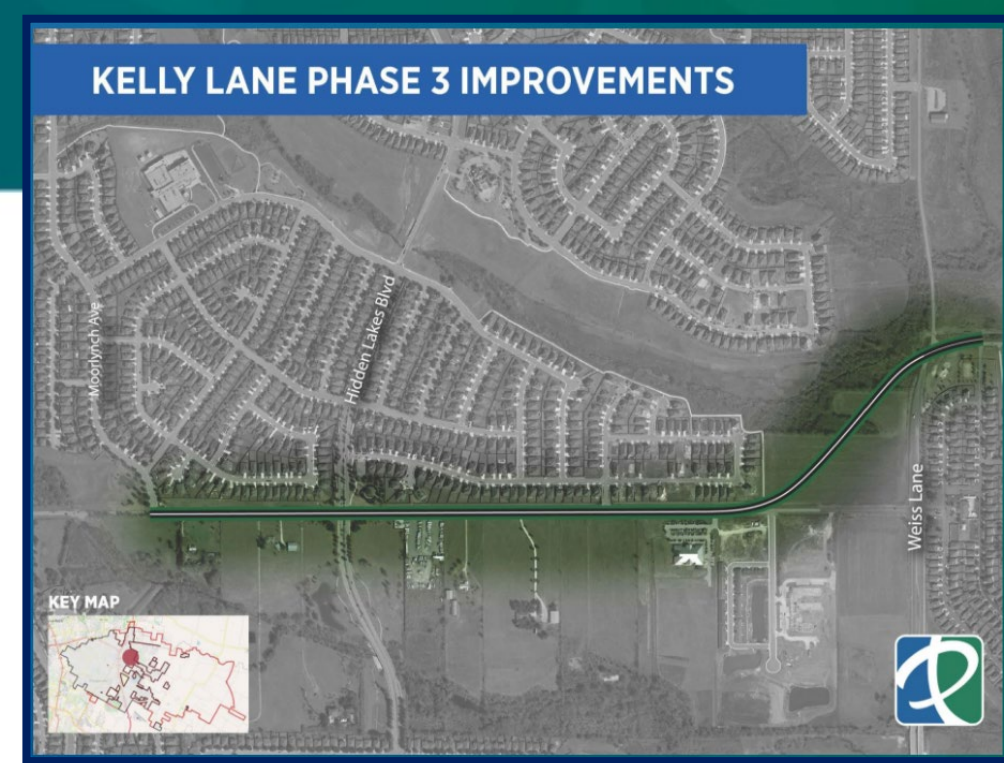 KELLY LANE PHASE 3 IMPROVEMENTS
Moorlynch Ave
Hidden Lakes Blvd
Weiss Lane
KEY MAP